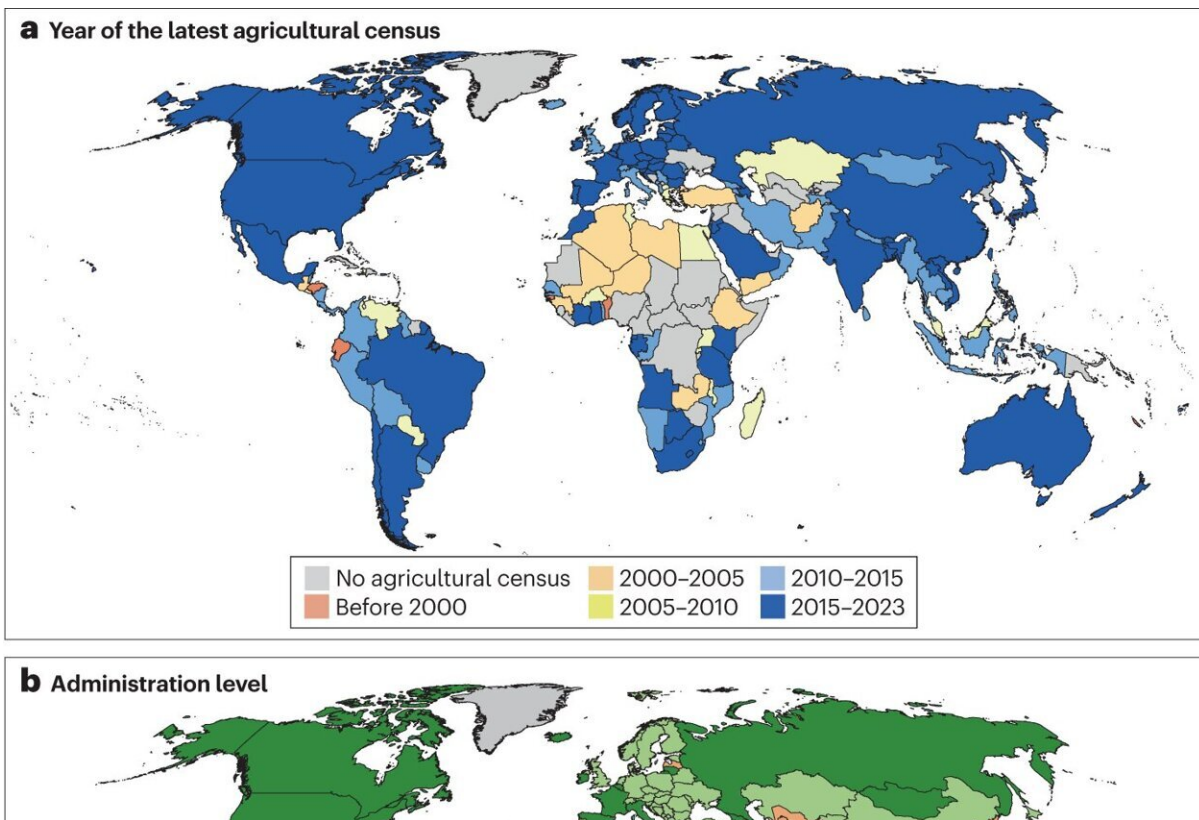 a Year of the latest agricultural census
No agricultural census 2000–2005 2010–2015
Before 2000 2005–2010 2015–2023
b Administration level